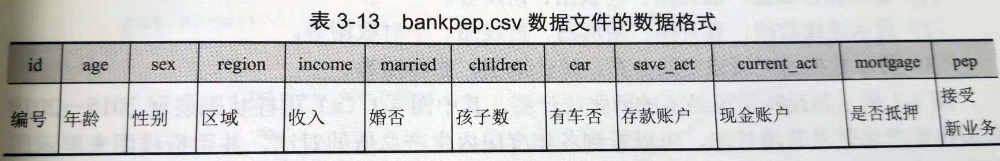 表 3-13 bankpep.csv 数据文件的数据格式
id age sex region income married children car save_act current_act mortgage pep
编号 年龄 性别 区域 收入 婚否 孩子数 有车否 存款账户 现金账户 是否抵押 接受
新业务